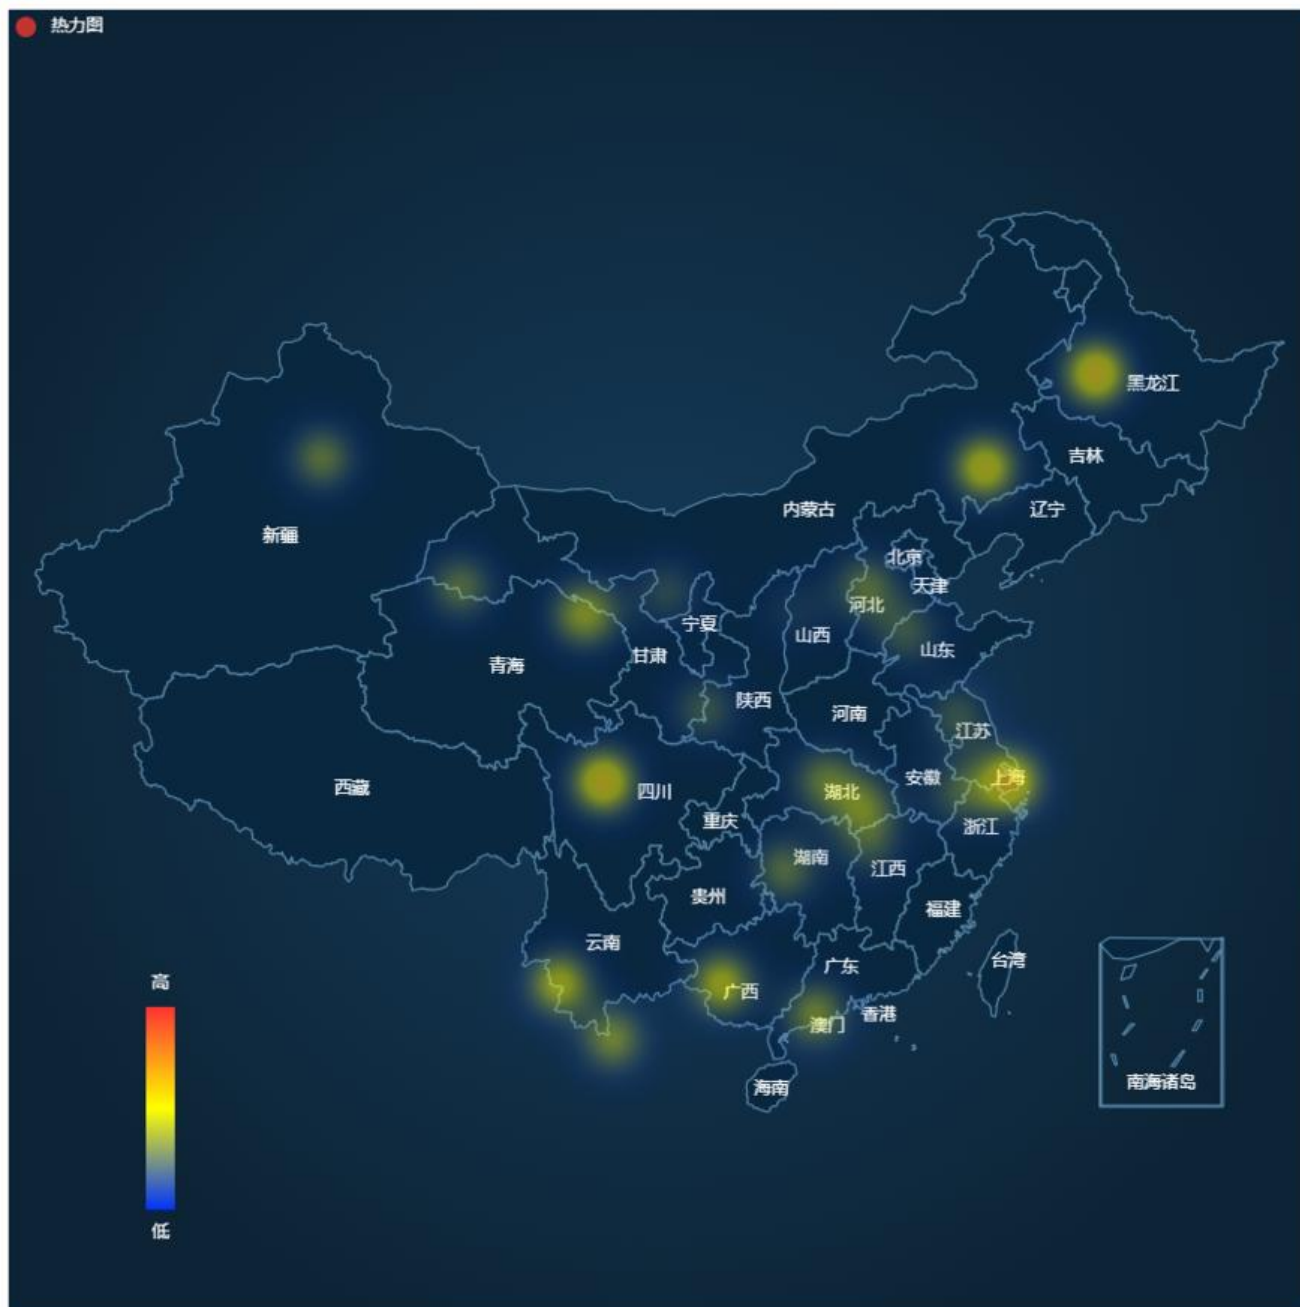 热力图
黑龙江
吉林
内蒙古
辽宁
新疆
北京
天津
河北
宁夏
山西
山东
甘肃
青海
陕西
河南
江苏
西藏
四川
湖北
安徽
上海
重庆
浙江
湖南
江西
贵州
福建
云南
广东
台湾
广西
香港
澳门
海南
南海诸岛
高
低